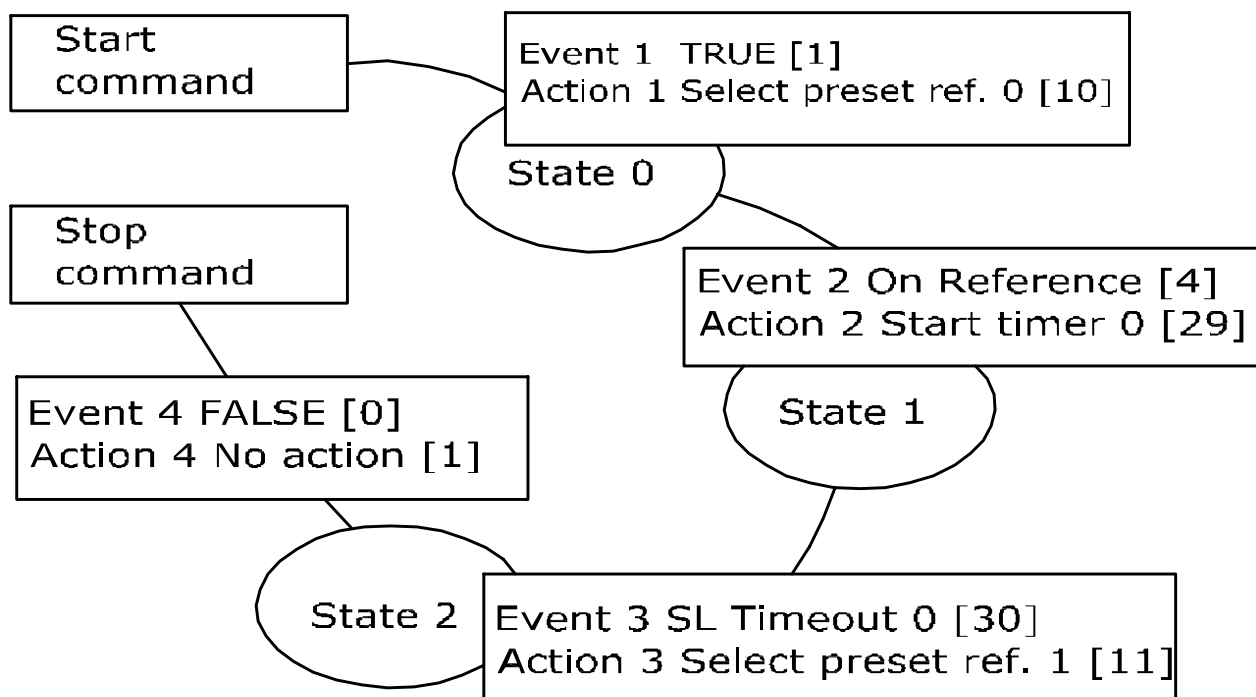 Start
command
Event 1 TRUE [1]
Action 1 Select preset ref. 0 [10]
State 0
Stop
command
Event 2 On Reference [4]
Action 2 Start timer 0 [29]
State 1
Event 4 FALSE [0]
Action 4 No action [1]
State 2
Event 3 SL Timeout 0 [30]
Action 3 Select preset ref. 1 [11]